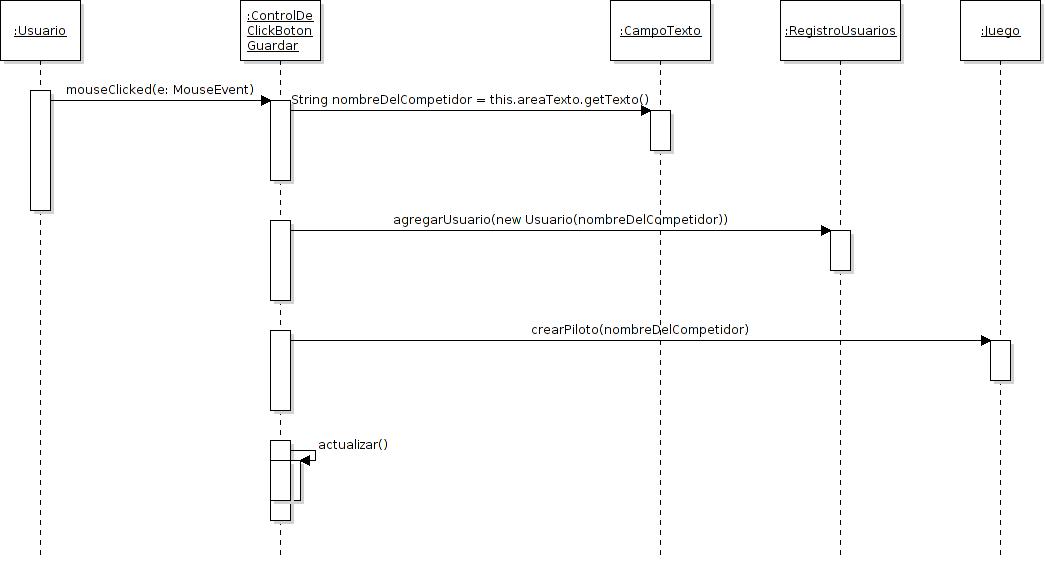 :Usuario
:ControlDe
ClickBoton
Guardar
:CampoTexto
:RegistroUsuarios
:Juego
mouseClicked(e: MouseEvent)
String nombreDelCompetidor = this.areaTexto.getTexto()
agregarUsuario(new Usuario(nombreDelCompetidor))
crearPiloto(nombreDelCompetidor)
actualizar()